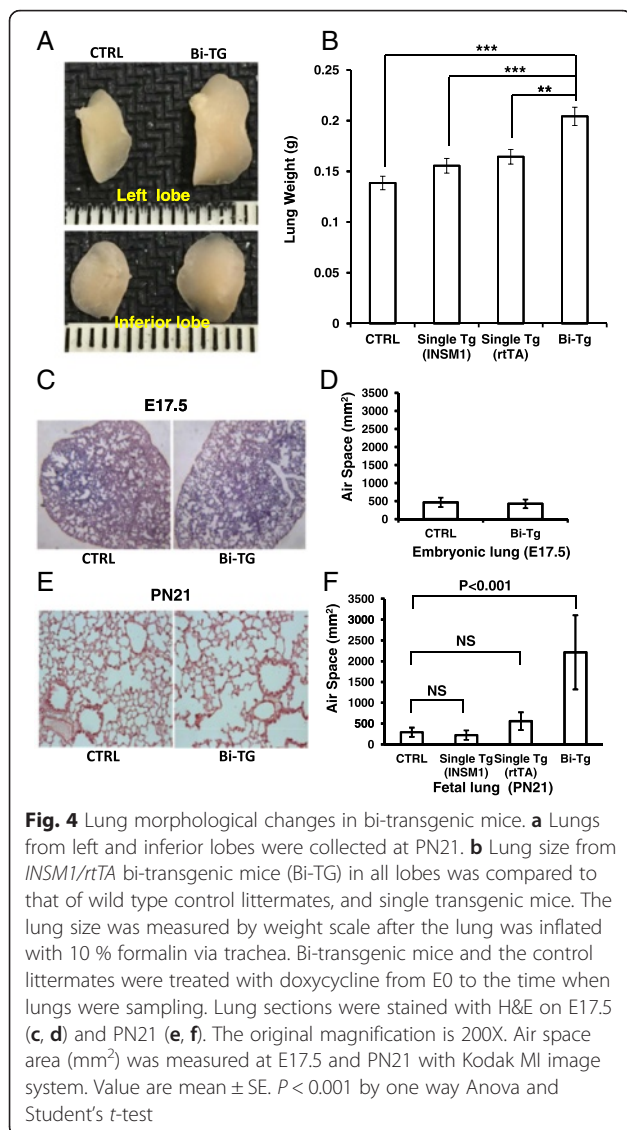 A
CTRL
Bi-TG
Left lobe
Inferior lobe
B
***
***
**
Lung Weight (g)
0.25
0.2
0.15
0.1
0.05
0
CTRL
Single Tg
(INSM1)
Single Tg
(rtTA)
Bi-Tg
C
E17.5
CTRL
Bi-TG
D
Air Space (mm²)
3500
3000
2500
2000
1500
1000
500
0
CTRL
Bi-Tg
Embryonic lung (E17.5)
E
PN21
CTRL
Bi-TG
F
P<0.001
NS
NS
Air Space (mm²)
3500
3000
3000
2500
2000
1500
1000
500
0
CTRL
Single Tg
(INSM1)
Single Tg
(rtTA)
Bi-Tg
Fetal lung (PN21)
Fig. 4 Lung morphological changes in bi-transgenic mice. a Lungs
from left and inferior lobes were collected at PN21. b Lung size from
INSM1/rtTA bi-transgenic mice (Bi-TG) in all lobes was compared to
that of wild type control littermates, and single transgenic mice. The
lung size was measured by weight scale after the lung was inflated
with 10 % formalin via trachea. Bi-transgenic mice and the control
littermates were treated with doxycycline from E0 to the time when
lungs were sampling. Lung sections were stained with H&E on E17.5
(c, d) and PN21 (e, f). The original magnification is 200X. Air space
area (mm²) was measured at E17.5 and PN21 with Kodak MI image
system. Value are mean ± SE. P < 0.001 by one way Anova and
Student's t-test